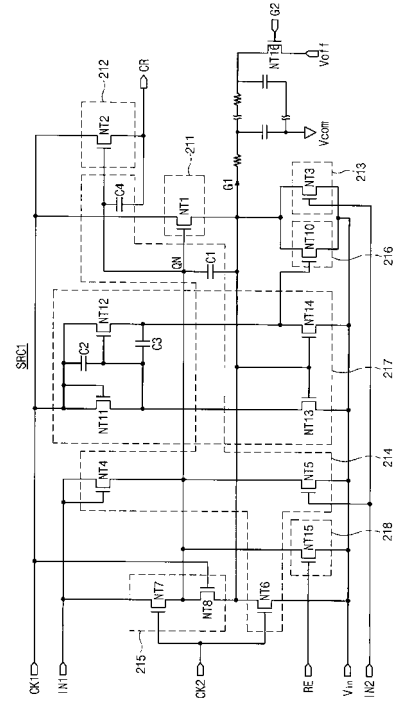 SRC1
CK1
IN1
CK2
RE
Vin
IN2
215
NT7
NT8
NT6
218
NT15
214
NT4
NT5
217
NT11
C2
NT12
C3
NT13
NT14
QN
C1
C4
211
NT1
212
NT2
CR
G1
216
NT10
213
NT3
Vcom
NT16
G2
Voff